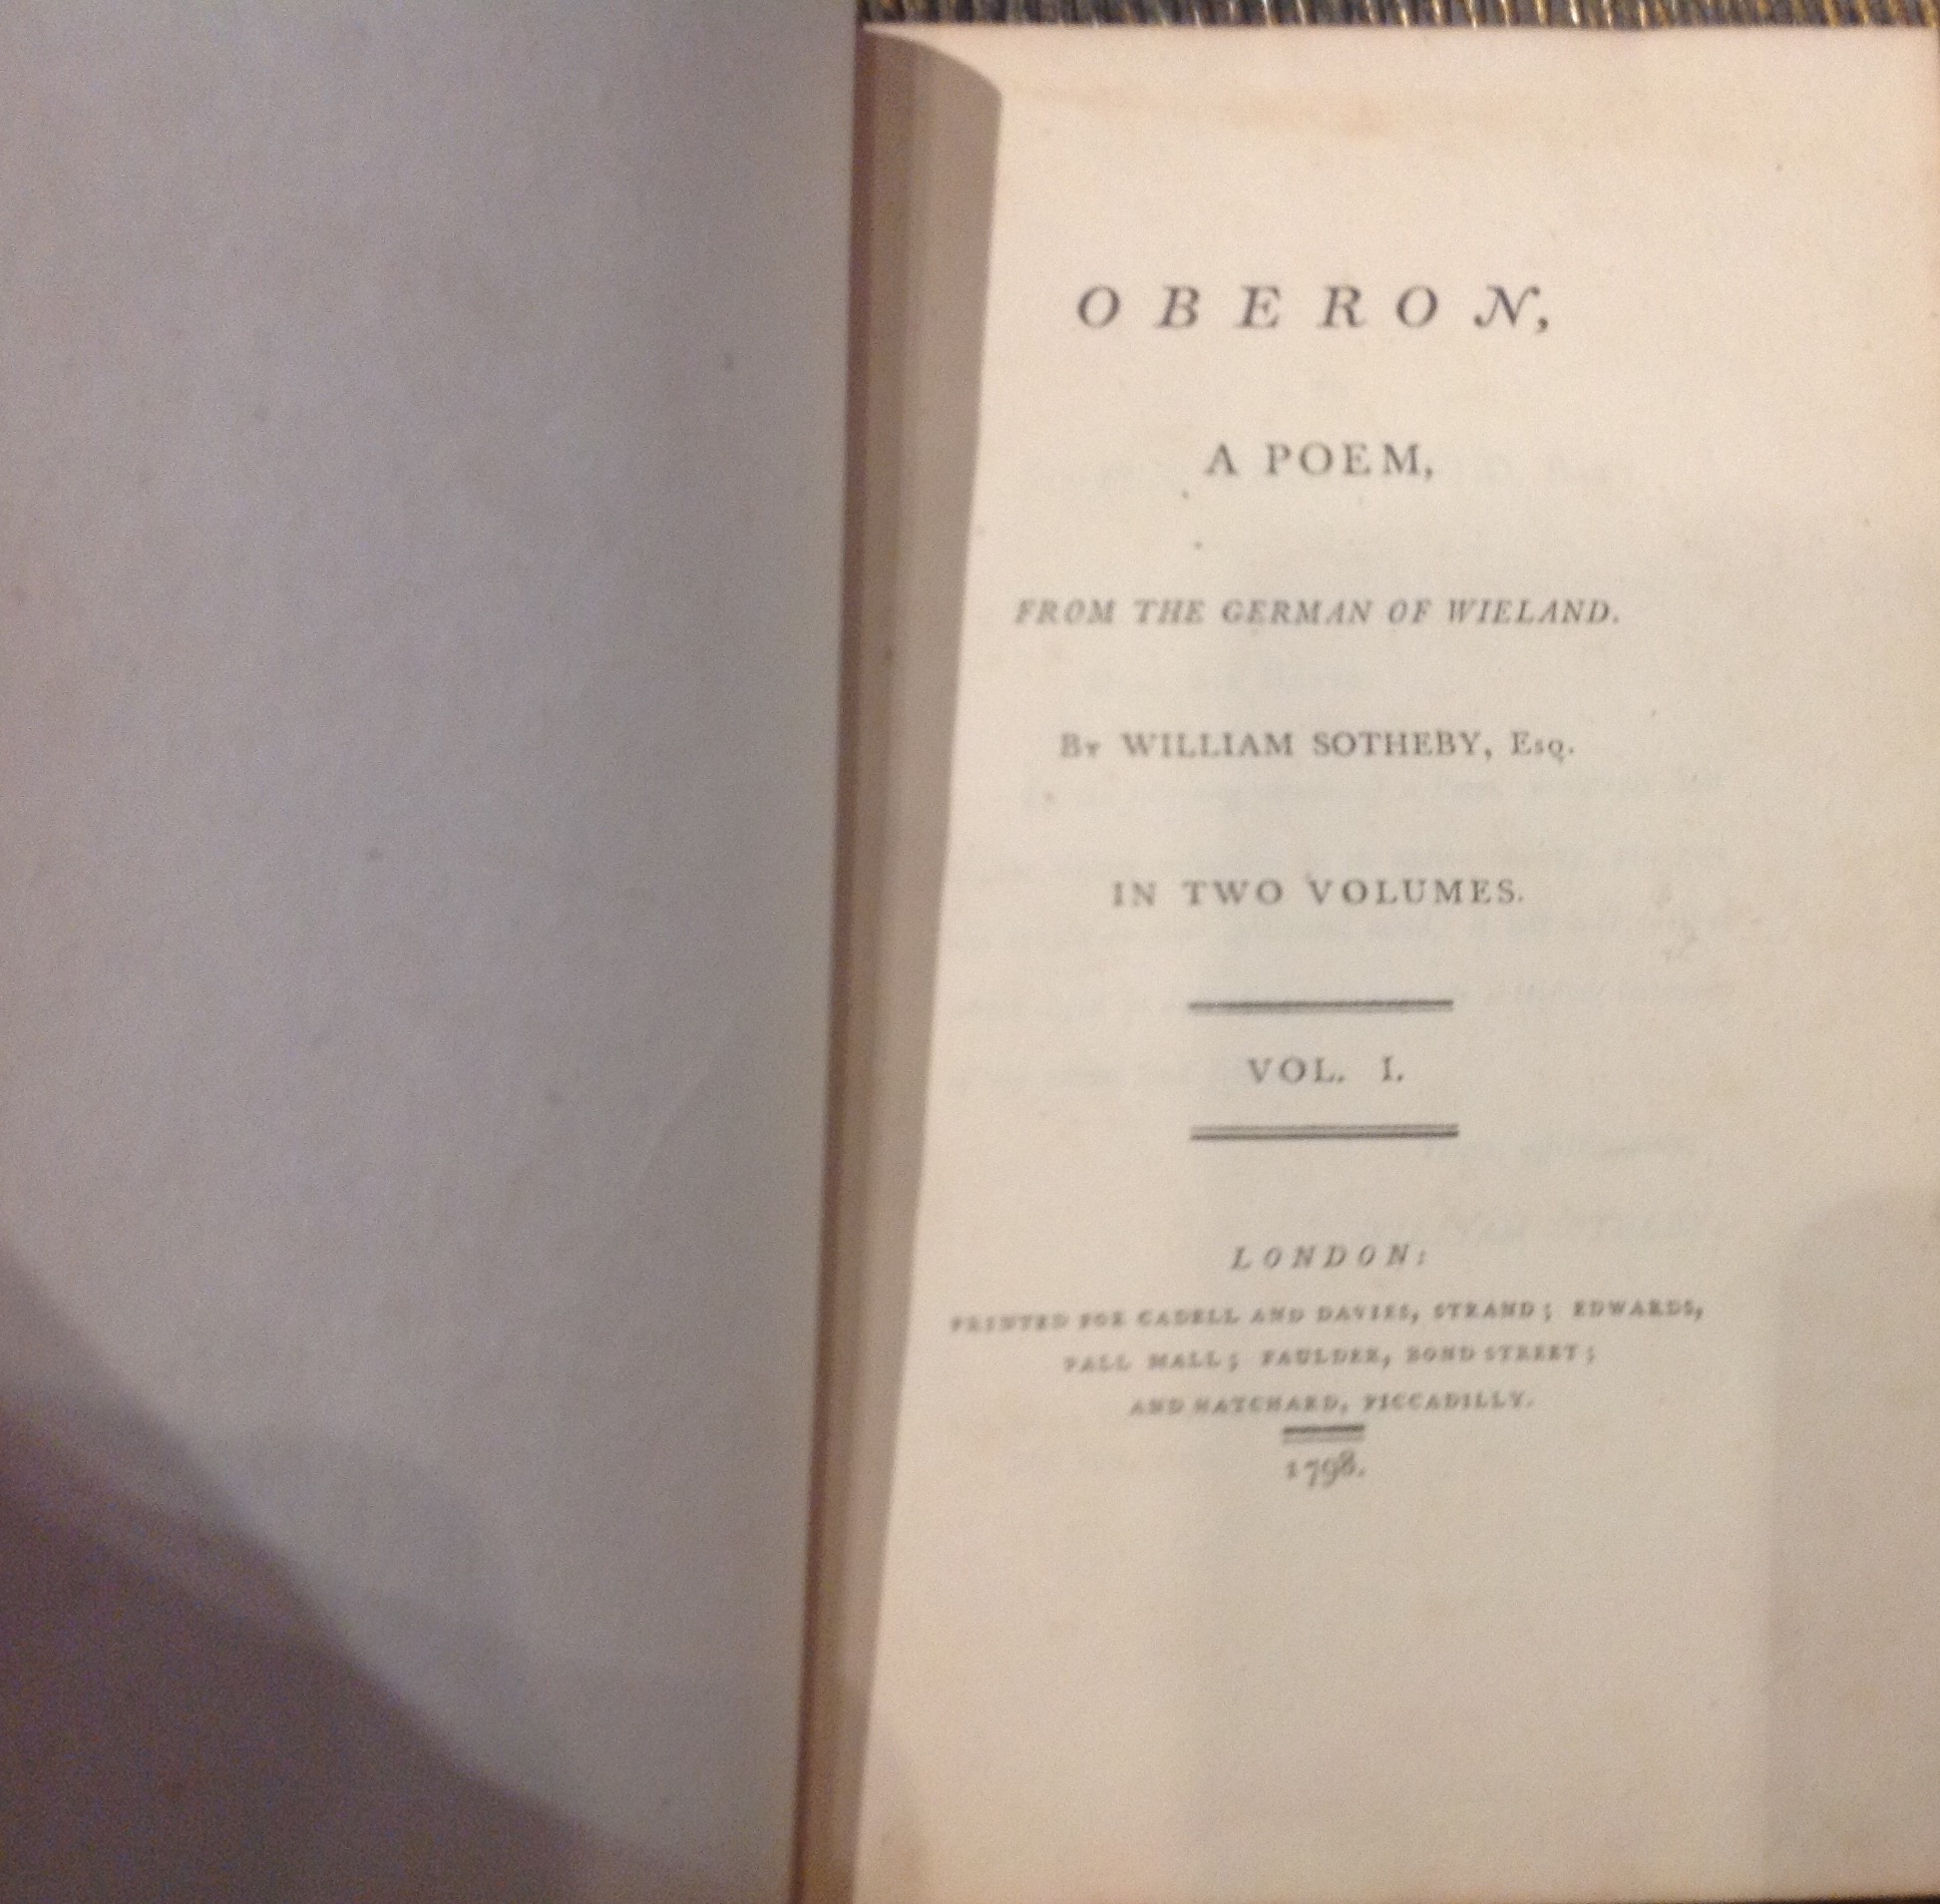 OBERON,
A POEM,
FROM THE GERMAN OF WIELAND.
By WILLIAM SOTHEBY, Esq.
IN TWO VOLUMES.
VOL. I.
LONDON:
PRINTED FOR CADELL AND DAVIES, STRAND; EDWARDS,
PALL MALL; FAULDER, BOND STREET;
AND HATCHARD, PICCADILLY.
1798.